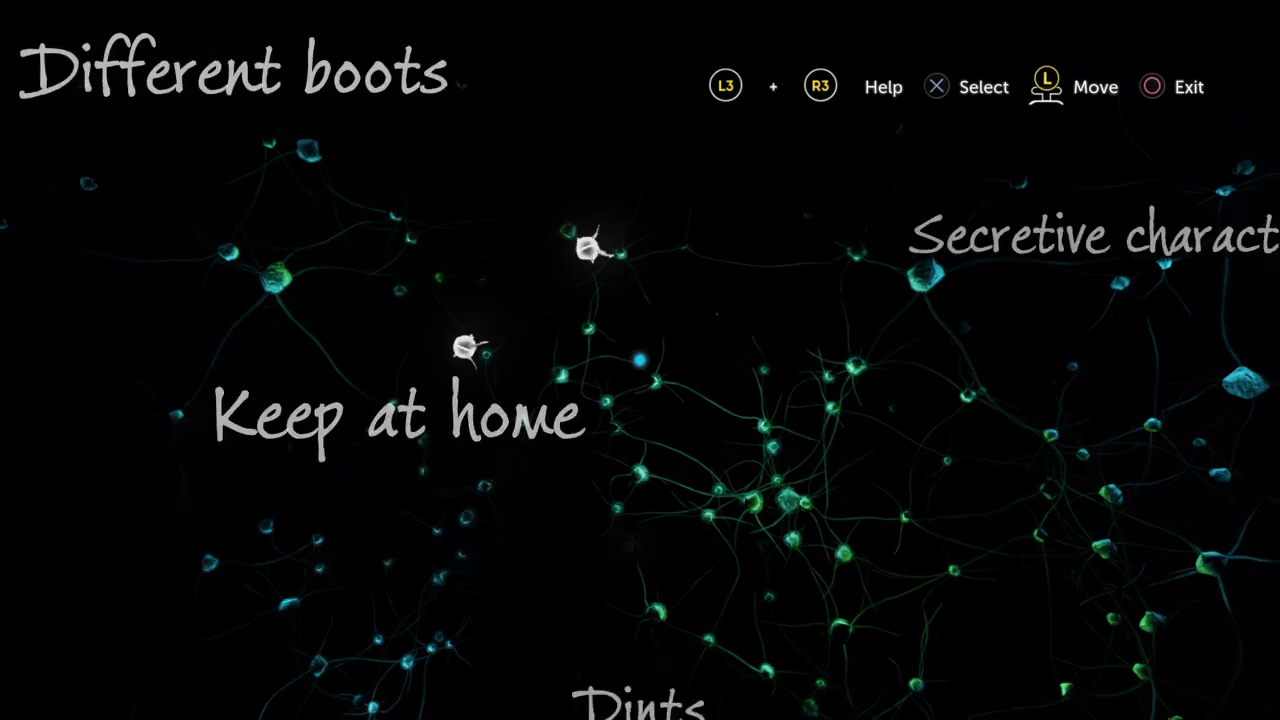 Different boots
L3 + R3 Help Select L Move Exit
Secretive charact
Keep at home
Dints